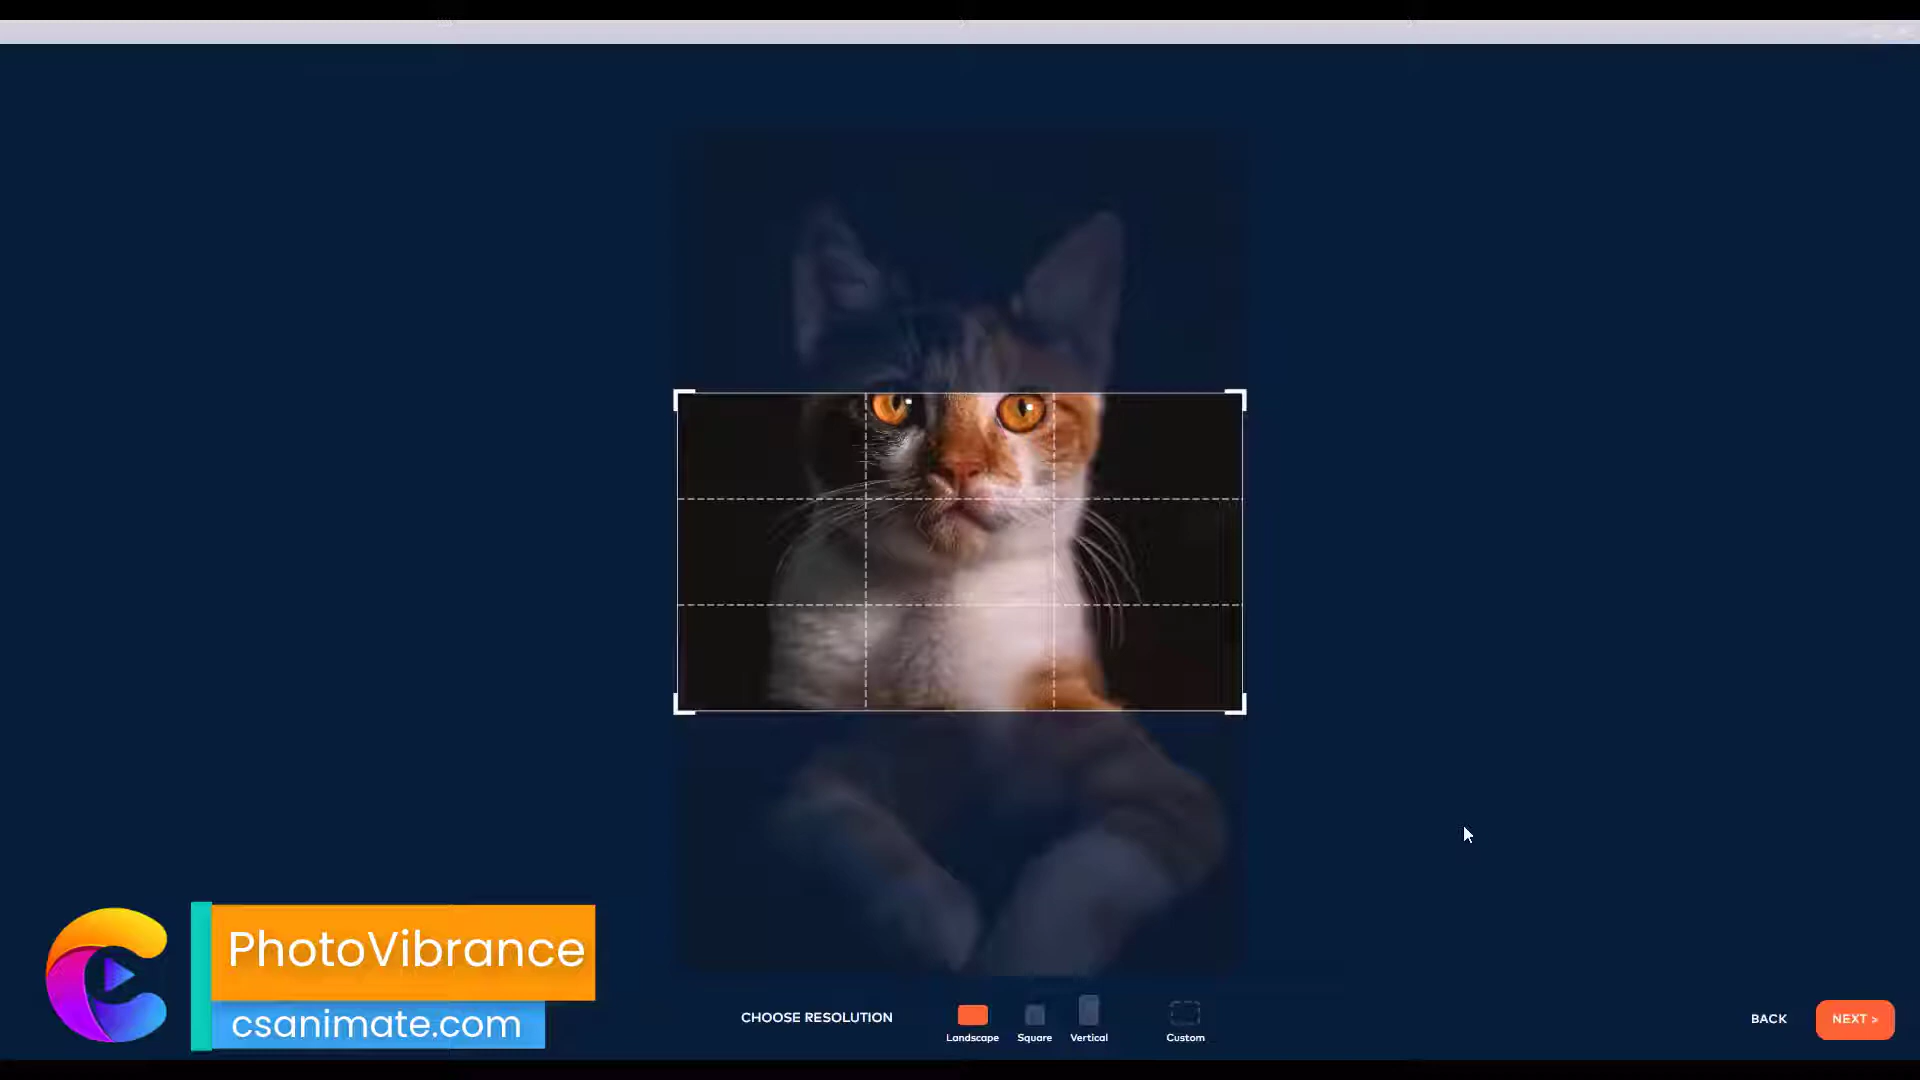 PhotoVibrance
csanimate.com
CHOOSE RESOLUTION
Landscape
Square
Vertical
Custom
BACK
NEXT >